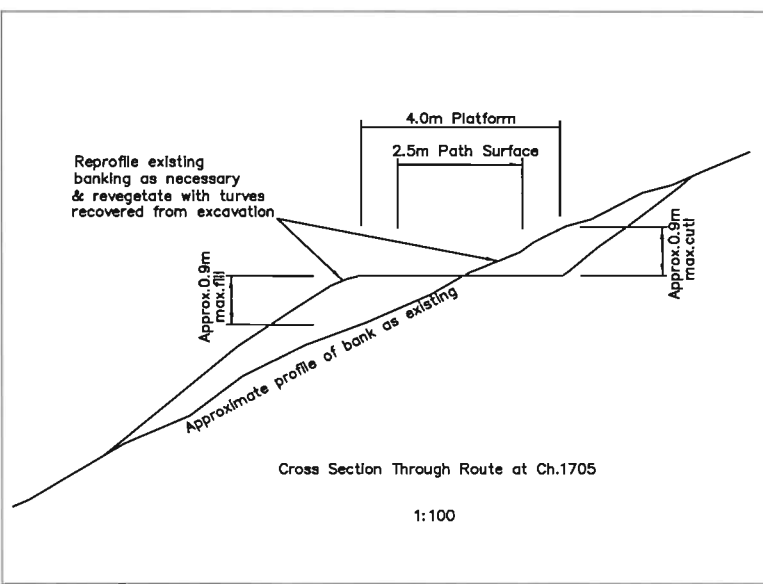 4.0m Platform
2.5m Path Surface
Reprofile existing
banking as necessary
& revegetate with turves
recovered from excavation
Approx.0.9m
max.fill
Approx.0.9m
max.cut
Approximate profile of bank as existing
Cross Section Through Route at Ch.1705
1:100